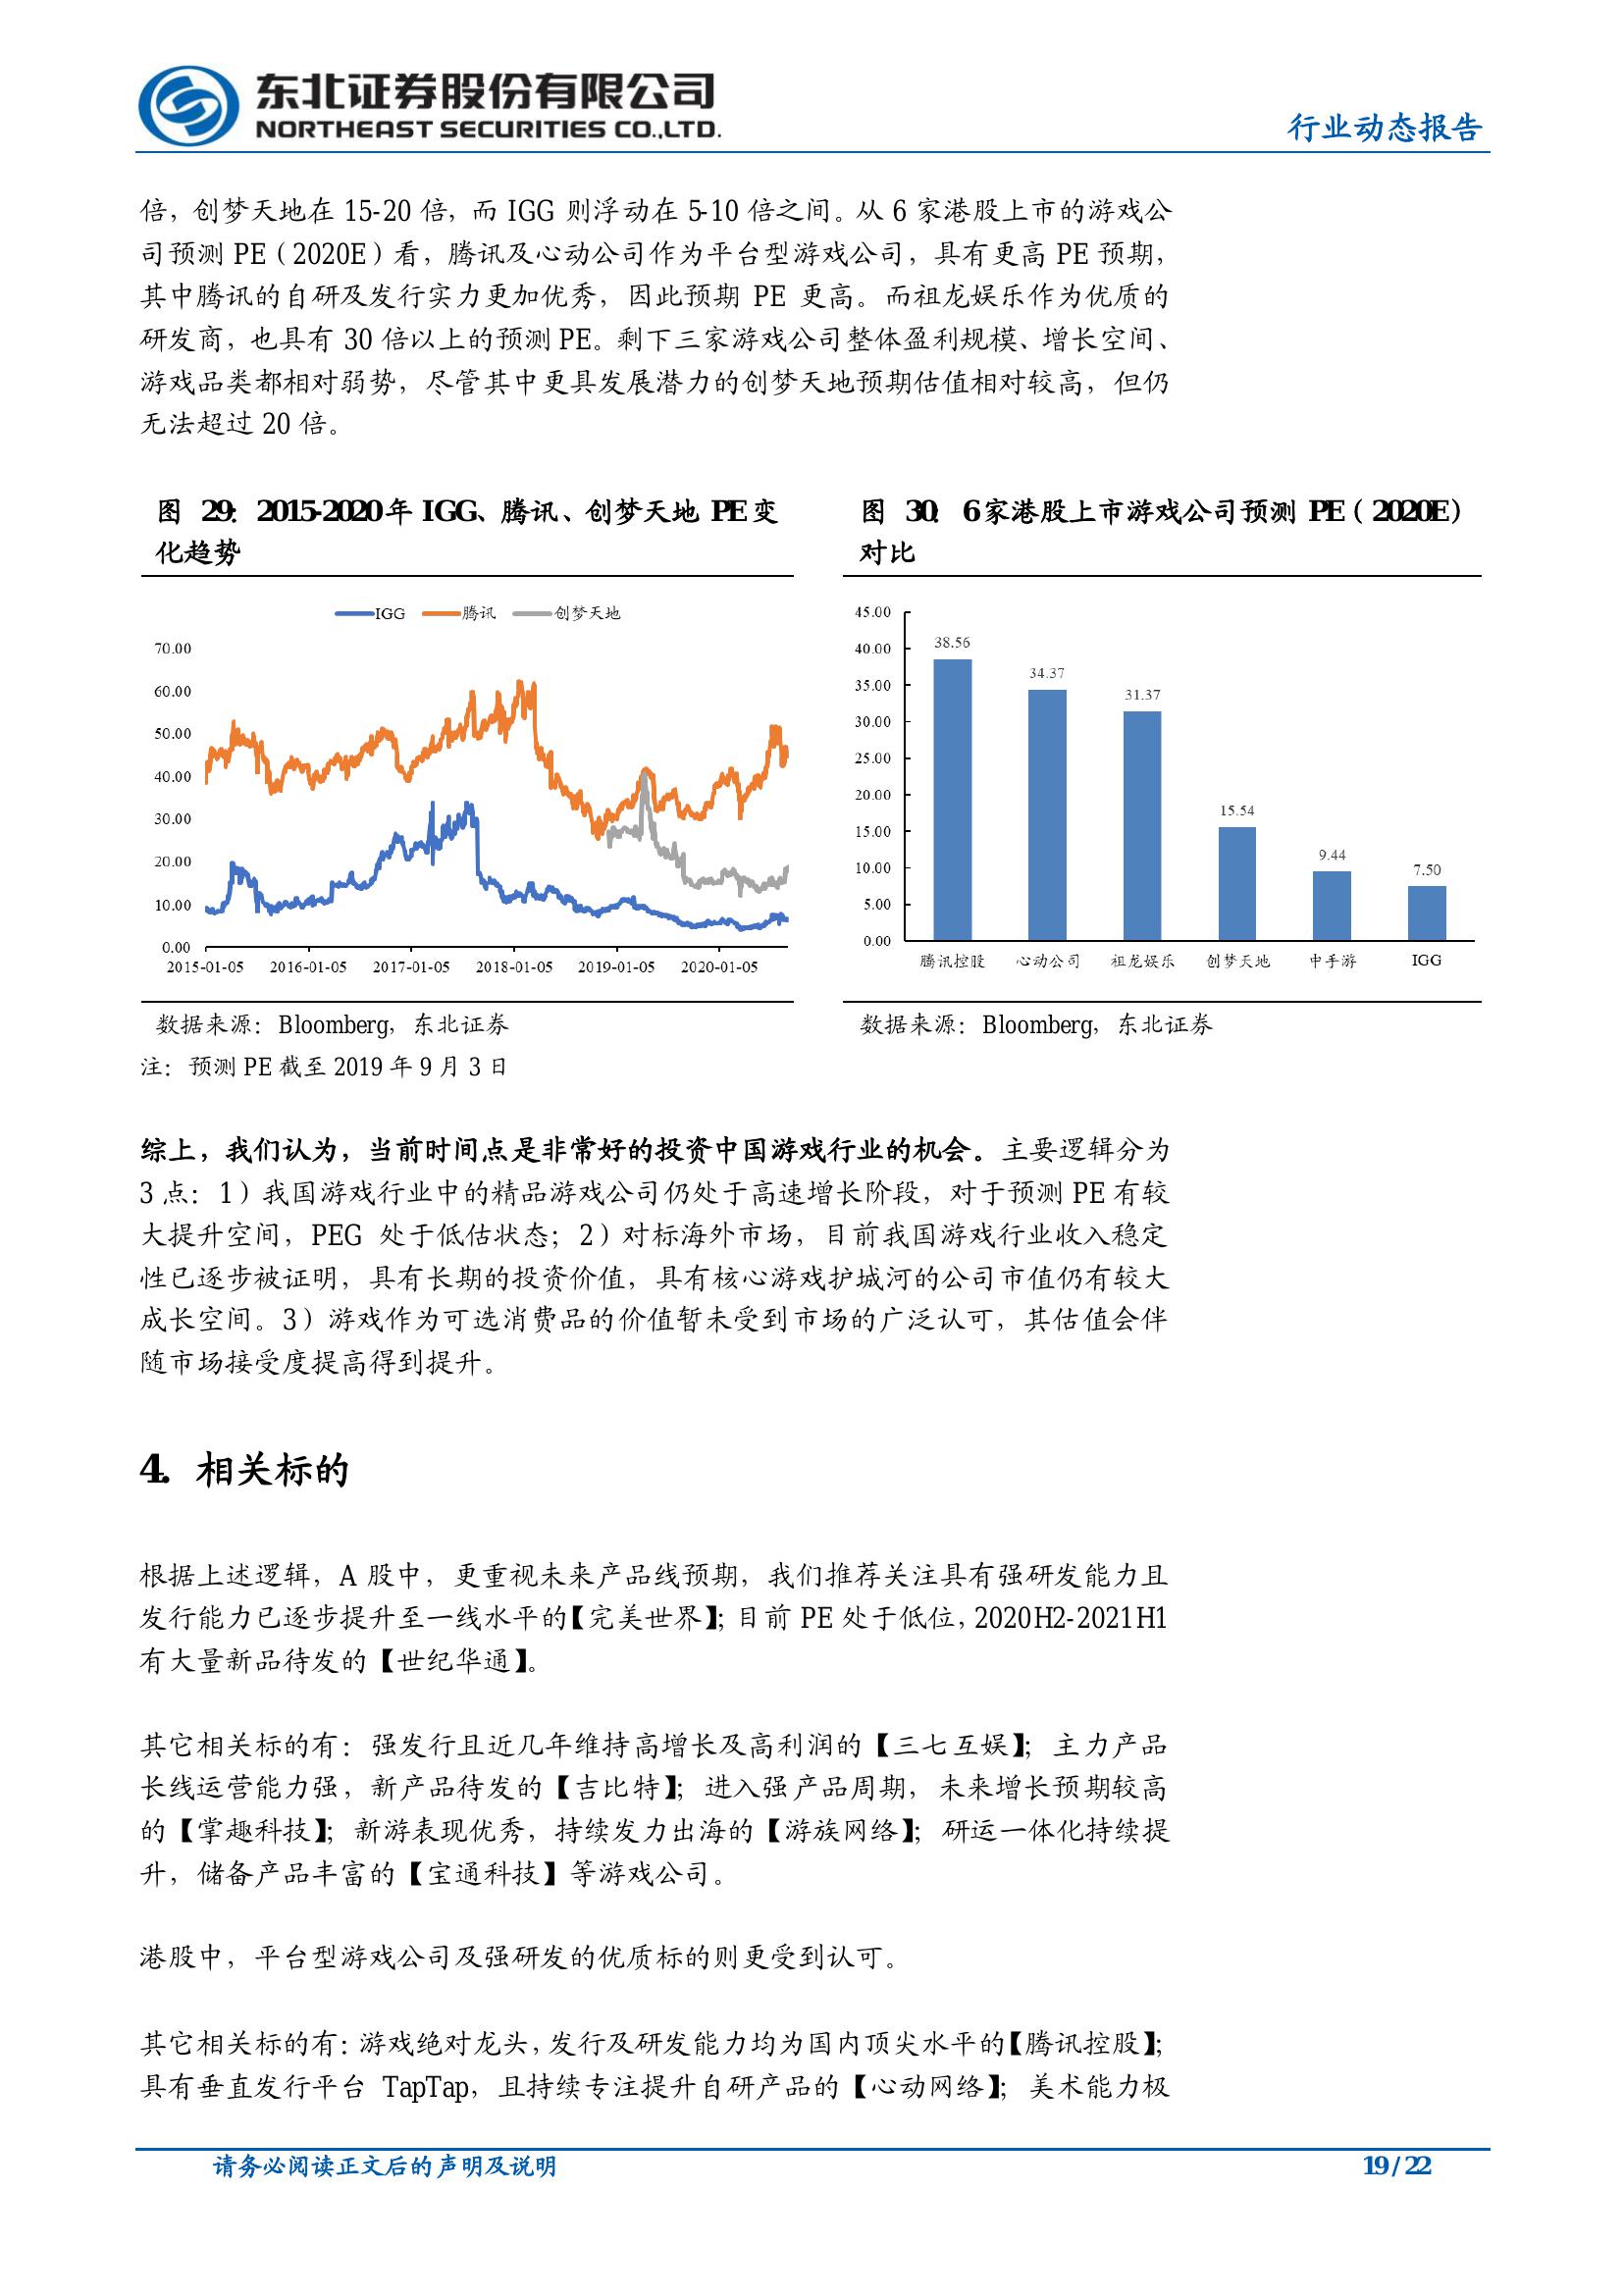 东北证券股份有限公司
NORTHEAST SECURITIES CO.,LTD.
行业动态报告
倍，创梦天地在 15-20 倍，而 IGG 则浮动在 5-10 倍之间。从 6 家港股上市的游戏公
司预测 PE（2020E）看，腾讯及心动公司作为平台型游戏公司，具有更高 PE 预期，
其中腾讯的自研及发行实力更加优秀，因此预期 PE 更高。而祖龙娱乐作为优质的
研发商，也具有 30 倍以上的预测 PE。剩下三家游戏公司整体盈利规模、增长空间、
游戏品类都相对弱势，尽管其中更具发展潜力的创梦天地预期估值相对较高，但仍
无法超过 20 倍。
图 29：2015-2020 年 IGG、腾讯、创梦天地 PE 变
化趋势
IGG 腾讯 创梦天地
70.00
60.00
50.00
40.00
30.00
20.00
10.00
0.00
2015-01-05 2016-01-05 2017-01-05 2018-01-05 2019-01-05 2020-01-05
数据来源：Bloomberg，东北证券
注：预测 PE 截至 2019 年 9 月 3 日
图 30：6 家港股上市游戏公司预测 PE（2020E）
对比
45.00
40.00
35.00
30.00
25.00
20.00
15.00
10.00
5.00
0.00
38.56
34.37
31.37
15.54
9.44
7.50
腾讯控股 心动公司 祖龙娱乐 创梦天地 中手游 IGG
数据来源：Bloomberg，东北证券
综上，我们认为，当前时间点是非常好的投资中国游戏行业的机会。主要逻辑分为
3 点：1）我国游戏行业中的精品游戏公司仍处于高速增长阶段，对于预测 PE 有较
大提升空间，PEG 处于低估状态；2）对标海外市场，目前我国游戏行业收入稳定
性已逐步被证明，具有长期的投资价值，具有核心游戏护城河的公司市值仍有较大
成长空间。3）游戏作为可选消费品的价值暂未受到市场的广泛认可，其估值会伴
随市场接受度提高得到提升。
4. 相关标的
根据上述逻辑，A 股中，更重视未来产品线预期，我们推荐关注具有强研发能力且
发行能力已逐步提升至一线水平的【完美世界】；目前 PE 处于低位，2020H2-2021H1
有大量新品待发的【世纪华通】。
其它相关标的有：强发行且近几年维持高增长及高利润的【三七互娱】；主力产品
长线运营能力强，新产品待发的【吉比特】；进入强产品周期，未来增长预期较高
的【掌趣科技】；新游表现优秀，持续发力出海的【游族网络】；研运一体化持续提
升，储备产品丰富的【宝通科技】等游戏公司。
港股中，平台型游戏公司及强研发的优质标的则更受到认可。
其它相关标的有：游戏绝对龙头，发行及研发能力均为国内顶尖水平的【腾讯控股】；
具有垂直发行平台 TapTap，且持续专注提升自研产品的【心动网络】；美术能力极
请务必阅读正文后的声明及说明
19 / 22